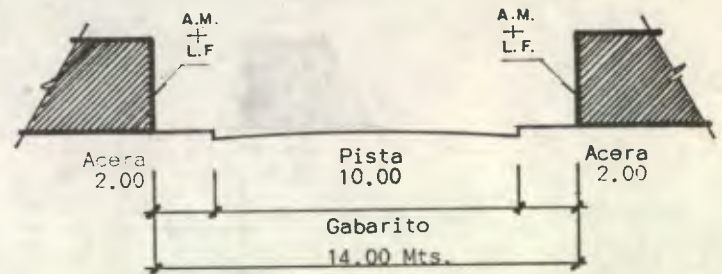 A.M.
+
L.F
A.M.
+
L.F.
Acera
2.00
Pista
10.00
Acera
2.00
Gabarito
14.00 Mts.